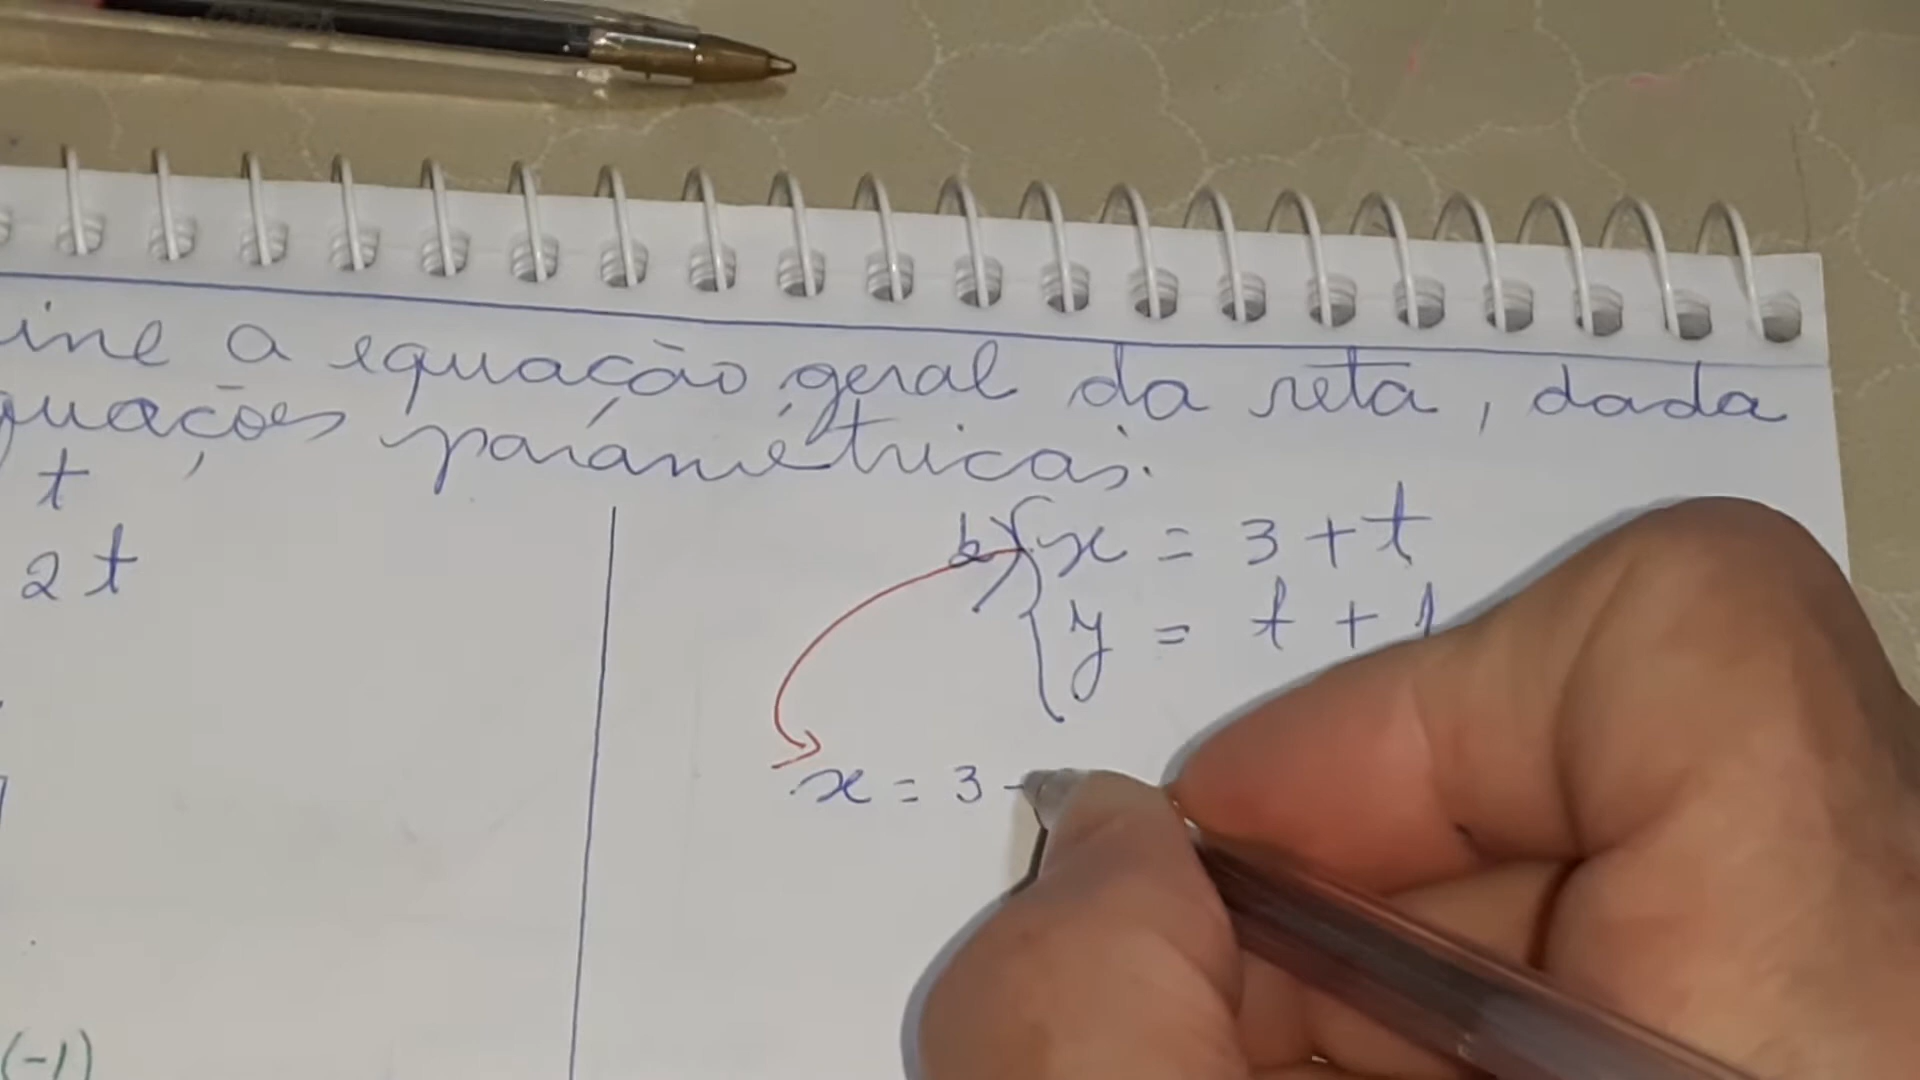 ine a equação geral da reta, dada
quações paramétricas.
t
2t
b) x = 3 + t
y = t + 1
x = 3 -
(-1)